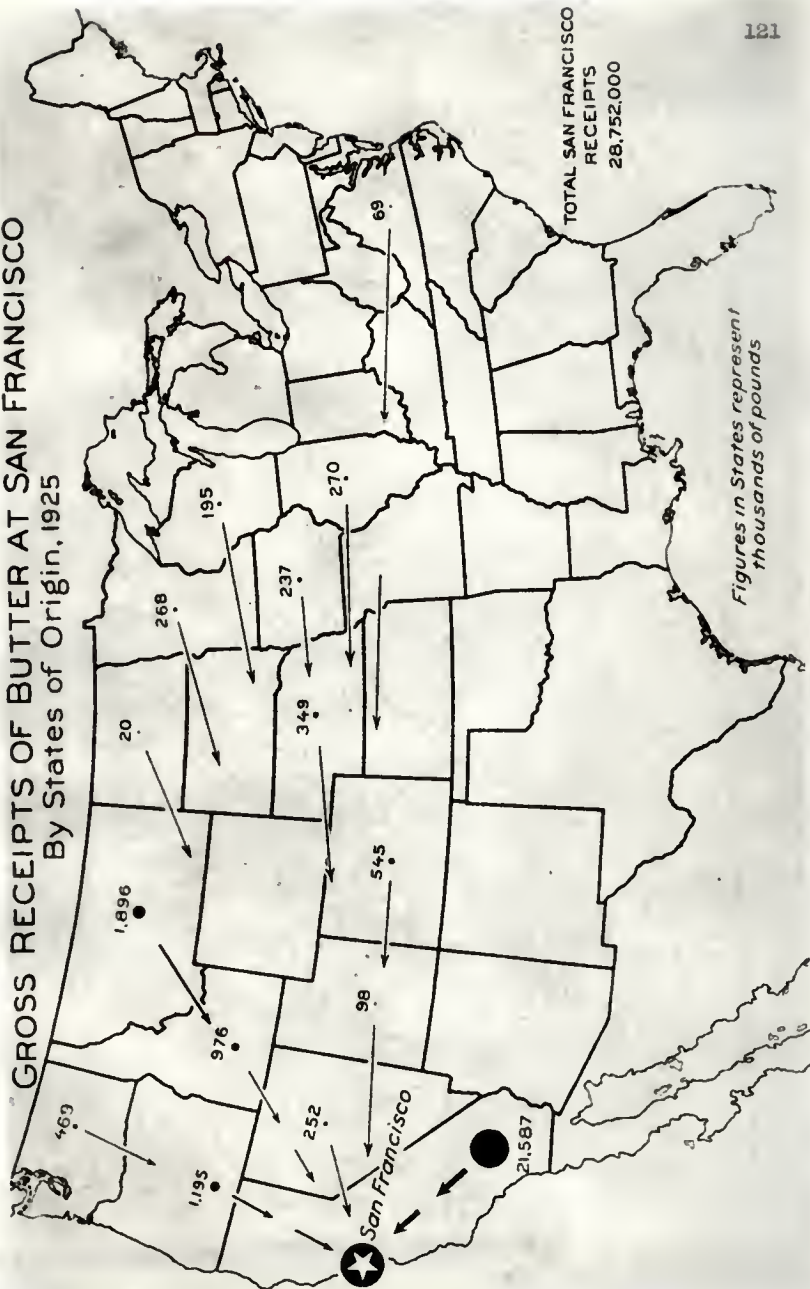 121
GROSS RECEIPTS OF BUTTER AT SAN FRANCISCO
By States of Origin, 1925
469
1,195
1,896
976
252
20
268
195
237
349
270
69
545
98
San Francisco
21,587
TOTAL SAN FRANCISCO
RECEIPTS
28,752,000
Figures in States represent
thousands of pounds